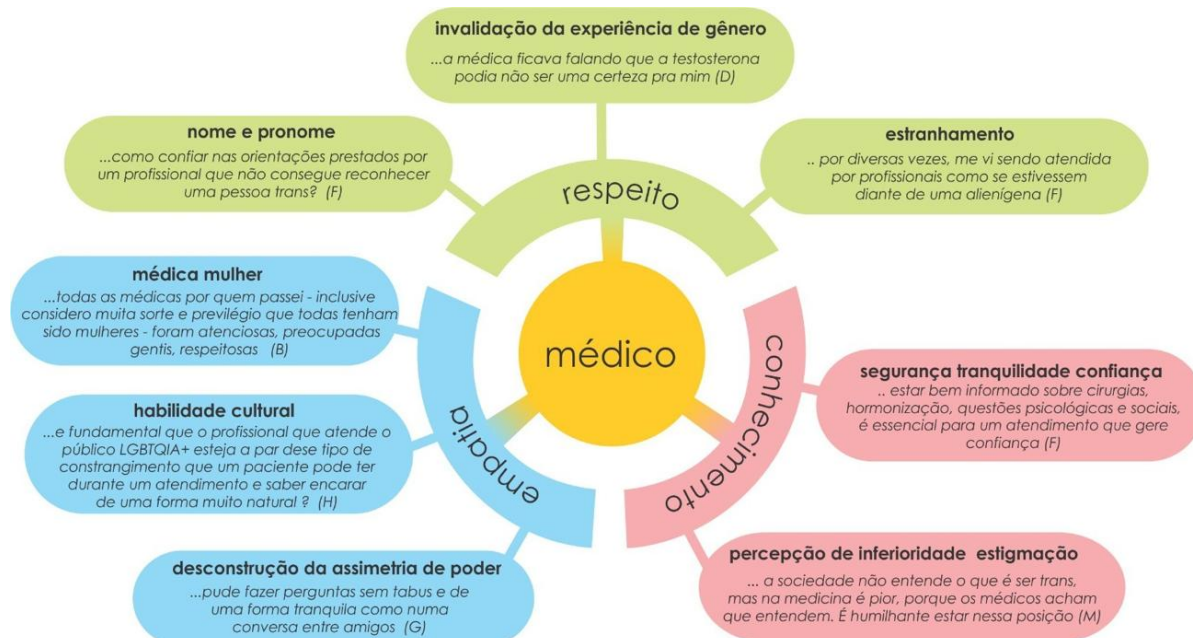 invalidação da experiência de gênero
...a médica ficava falando que a testosterona
podia não ser uma certeza pra mim (D)
nome e pronome
...como confiar nas orientações prestados por
um profissional que não consegue reconhecer
uma pessoa trans? (F)
estranhamento
.. por diversas vezes, me vi sendo atendida
por profissionais como se estivessem
diante de uma alienígena (F)
respeito
médica mulher
...todas as médicas por quem passei - inclusive
considero muita sorte e previlégio que todas tenham
sido mulheres - foram atenciosas, preocupadas
gentis, respeitosas (B)
médico
habilidade cultural
...e fundamental que o profissional que atende o
público LGBTQIA+ esteja a par dese tipo de
constrangimento que um paciente pode ter
durante um atendimento e saber encarar
de uma forma muito natural ? (H)
empatia
conhecimento
segurança tranquilidade confiança
.. estar bem informado sobre cirurgias,
hormonização, questões psicológicas e sociais,
é essencial para um atendimento que gere
confiança (F)
desconstrução da assimetria de poder
...pude fazer perguntas sem tabus e de
uma forma tranquila como numa
conversa entre amigos (G)
percepção de inferioridade estigmação
... a sociedade não entende o que é ser trans,
mas na medicina é pior, porque os médicos acham
que entendem. É humilhante estar nessa posição (M)